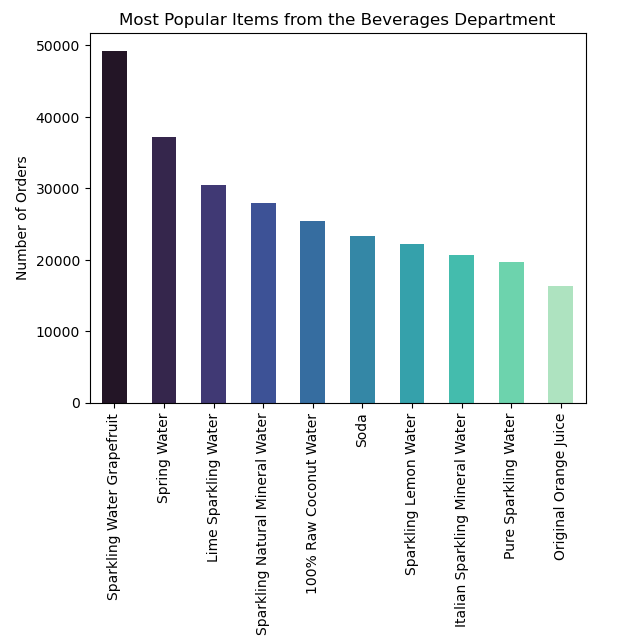 Most Popular Items from the Beverages Department
Number of Orders
50000
40000
30000
20000
10000
0
Sparkling Water Grapefruit
Spring Water
Lime Sparkling Water
Sparkling Natural Mineral Water
100% Raw Coconut Water
Soda
Sparkling Lemon Water
Italian Sparkling Mineral Water
Pure Sparkling Water
Original Orange Juice